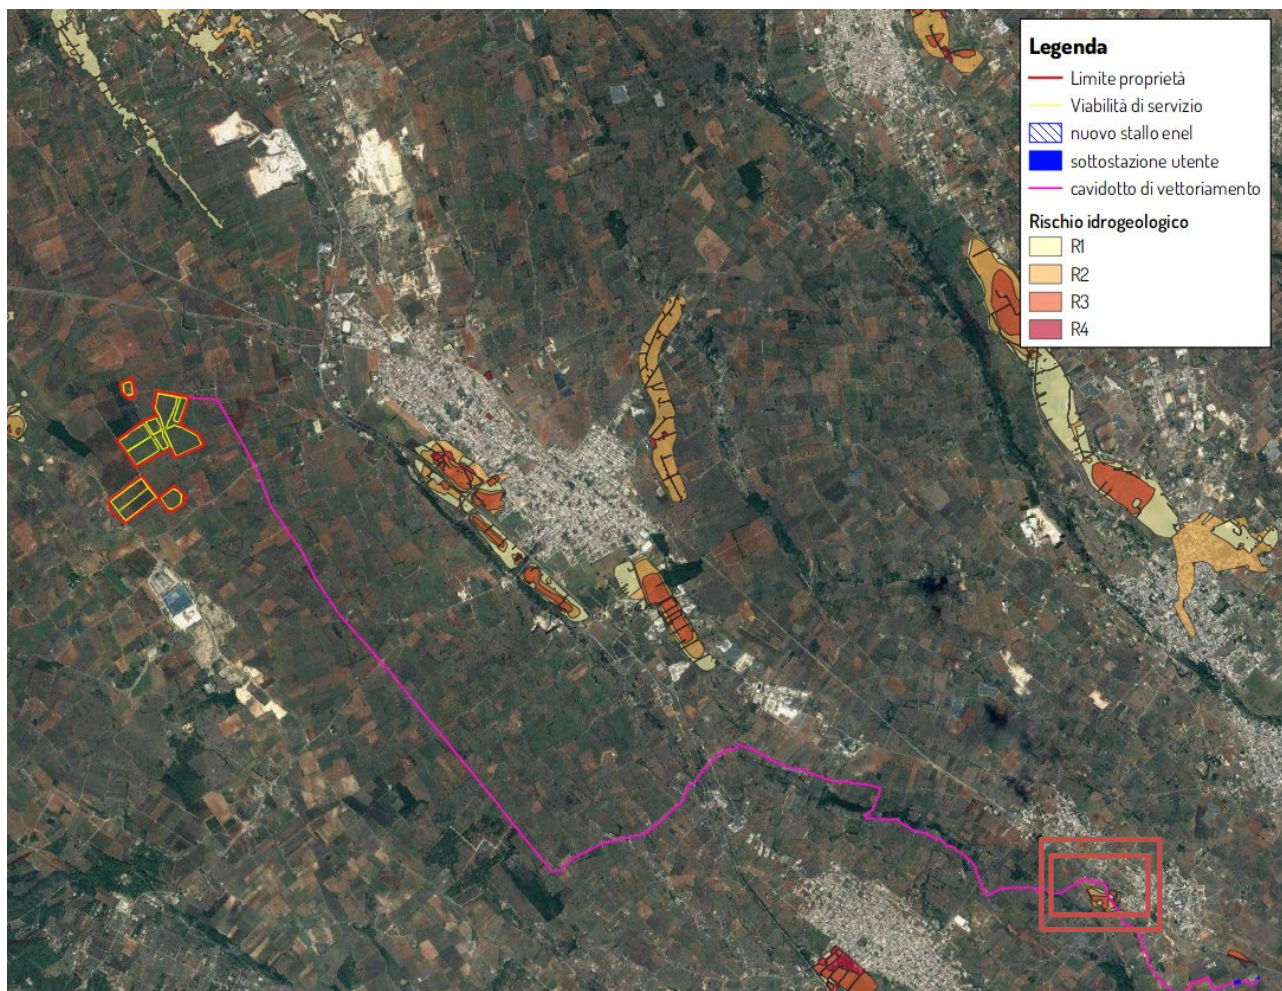 Legenda
Limite proprietà
Viabilità di servizio
nuovo stallo enel
sottostazione utente
cavidotto di vettoriamento
Rischio idrogeologico
R1
R2
R3
R4